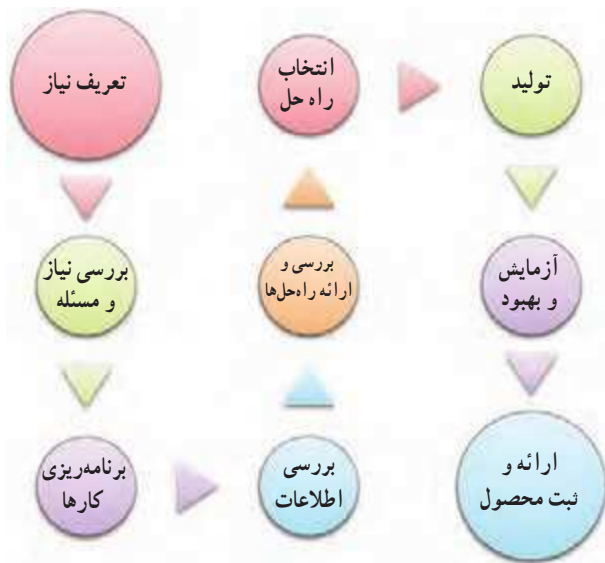 تعریف نیاز
بررسی نیاز
و مسئله
برنامه‌ریزی
کارها
بررسی
اطلاعات
بررسی و
ارائه راه‌حل‌ها
انتخاب
راه حل
تولید
آزمایش
و بهبود
ارائه و
ثبت محصول